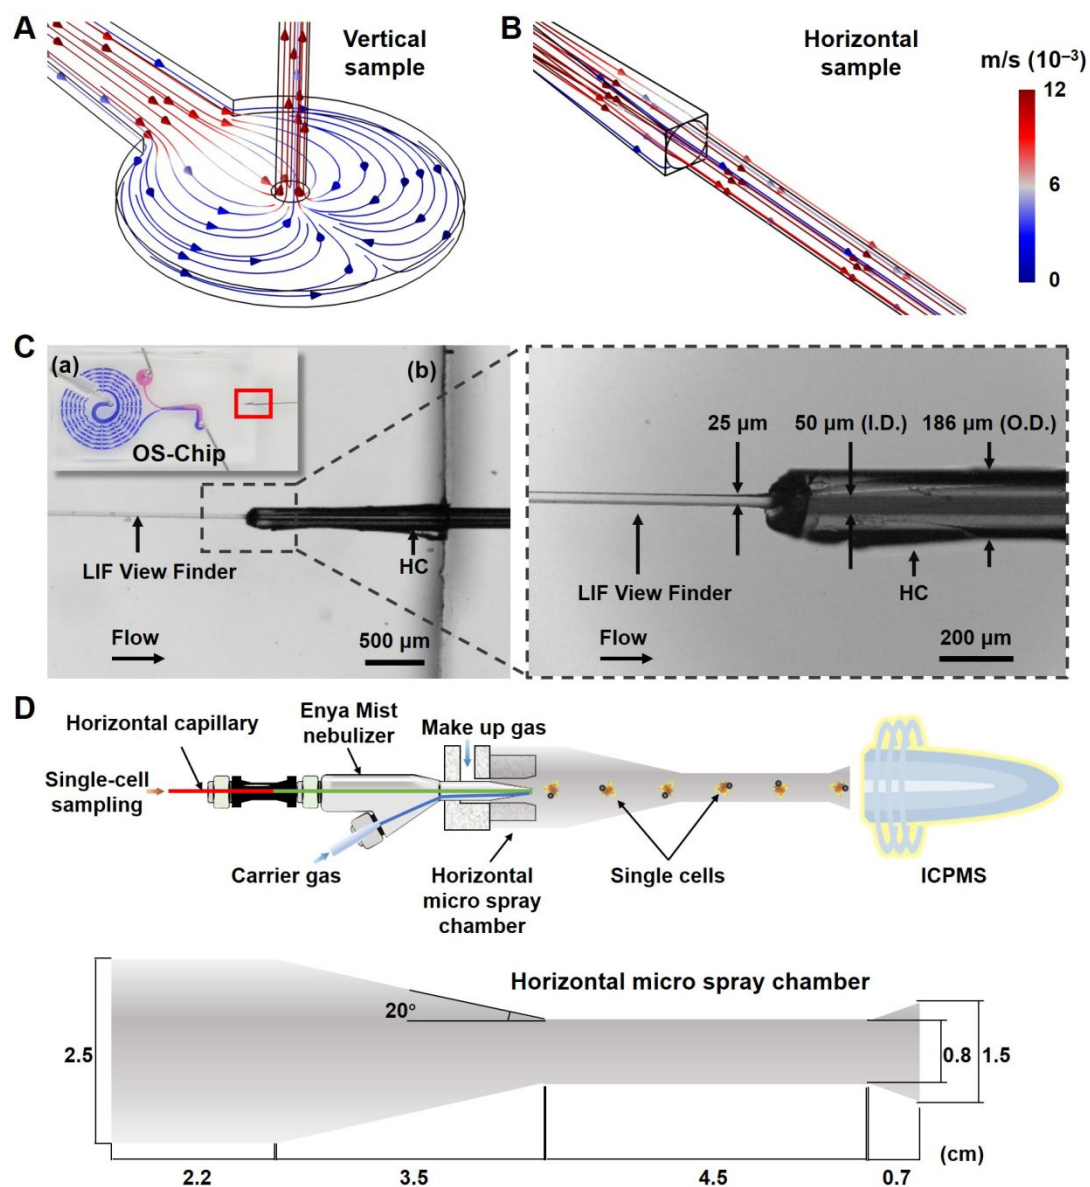 A
Vertical
sample
B
Horizontal
sample
m/s (10⁻³)
12
6
0
C
(a)
OS-Chip
(b)
LIF View Finder
HC
Flow
500 μm
25 μm
50 μm (I.D.)
186 μm (O.D.)
LIF View Finder
HC
Flow
200 μm
D
Horizontal capillary
Enya Mist
nebulizer
Make up gas
Single-cell
sampling
Carrier gas
Horizontal
micro spray
chamber
Single cells
ICPMS
Horizontal micro spray chamber
20°
2.5
0.8
1.5
2.2
3.5
4.5
0.7
(cm)